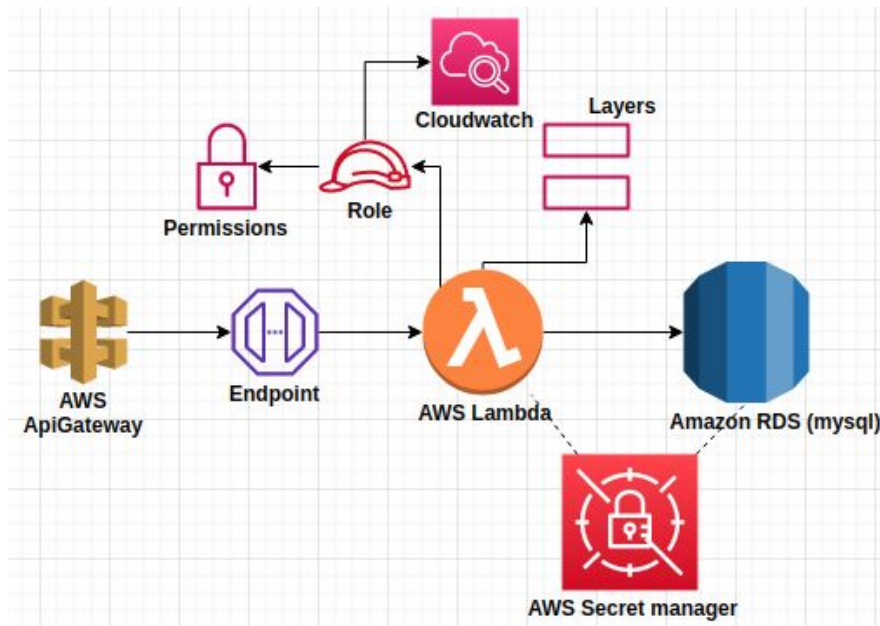 Cloudwatch
Layers
Role
Permissions
AWS
ApiGateway
Endpoint
AWS Lambda
Amazon RDS (mysql)
AWS Secret manager